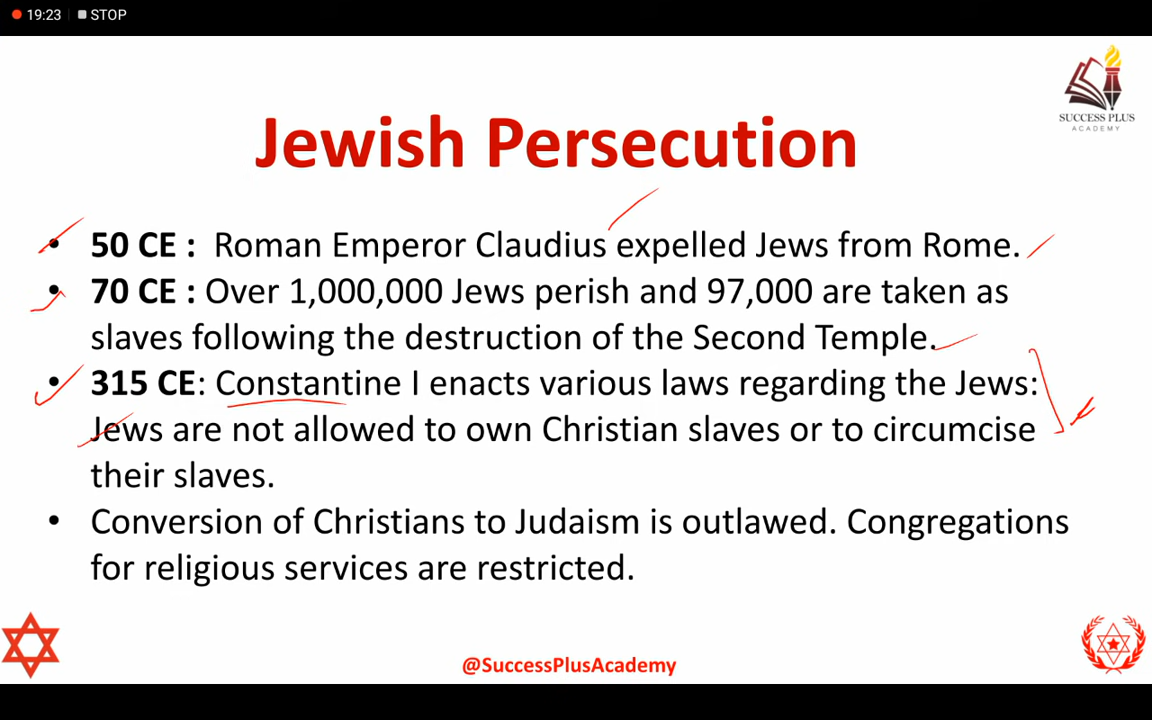 19:23 STOP
SUCCESS PLUS
ACADEMY
Jewish Persecution
• 50 CE : Roman Emperor Claudius expelled Jews from Rome.
• 70 CE : Over 1,000,000 Jews perish and 97,000 are taken as
slaves following the destruction of the Second Temple.
• 315 CE: Constantine I enacts various laws regarding the Jews:
Jews are not allowed to own Christian slaves or to circumcise
their slaves.
• Conversion of Christians to Judaism is outlawed. Congregations
for religious services are restricted.
@SuccessPlusAcademy